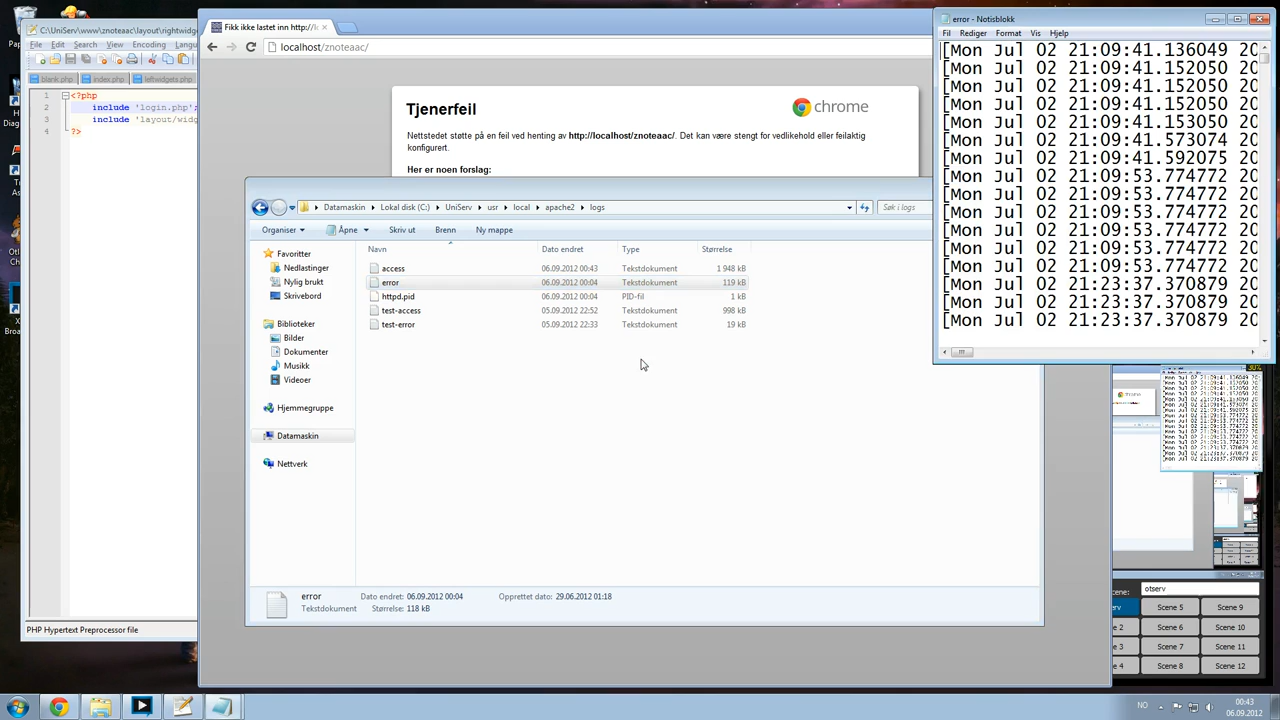 C:\UniServ\www\znoteaac\layout\rightwidg
File Edit Search View Encoding Language
blank.php index.php leftwidgets.php
1 <?php
2 include 'login.php';
3 include 'layout/widg
4 ?>
PHP Hypertext Preprocessor file
Fikk ikke lastet inn http://l
localhost/znoteaac/
Tjenerfeil
chrome
Nettstedet støtte på en feil ved henting av http://localhost/znoteaac/. Det kan være stengt for vedlikehold eller feilaktig
konfigurert.
Her er noen forslag:
Datamaskin Lokal disk (C:) UniServ usr local apache2 logs
Søk i logs
Organiser Åpne Skriv ut Brenn Ny mappe
Favoritter
Nedlastinger
Nylig brukt
Skrivebord
Biblioteker
Bilder
Dokumenter
Musikk
Videoer
Hjemmegruppe
Datamaskin
Nettverk
Navn Dato endret Type Størrelse
access 06.09.2012 00:43 Tekstdokument 1 948 kB
error 06.09.2012 00:04 Tekstdokument 119 kB
httpd.pid 06.09.2012 00:04 PID-fil 1 kB
test-access 05.09.2012 22:52 Tekstdokument 998 kB
test-error 05.09.2012 22:33 Tekstdokument 19 kB
error Dato endret: 06.09.2012 00:04 Opprettet dato: 29.06.2012 01:18
Tekstdokument Størrelse: 118 kB
error - Notisblokk
Fil Rediger Format Vis Hjelp
[Mon Jul 02 21:09:41.136049 20
[Mon Jul 02 21:09:41.152050 20
[Mon Jul 02 21:09:41.152050 20
[Mon Jul 02 21:09:41.152050 20
[Mon Jul 02 21:09:41.153050 20
[Mon Jul 02 21:09:41.573074 20
[Mon Jul 02 21:09:41.592075 20
[Mon Jul 02 21:09:53.774772 20
[Mon Jul 02 21:09:53.774772 20
[Mon Jul 02 21:09:53.774772 20
[Mon Jul 02 21:09:53.774772 20
[Mon Jul 02 21:09:53.774772 20
[Mon Jul 02 21:09:53.774772 20
[Mon Jul 02 21:23:37.370879 20
[Mon Jul 02 21:23:37.370879 20
[Mon Jul 02 21:23:37.370879 20
otserv
Scene 5 Scene 9
Scene 6 Scene 10
Scene 7 Scene 11
Scene 8 Scene 12
NO
00:43
06.09.2012